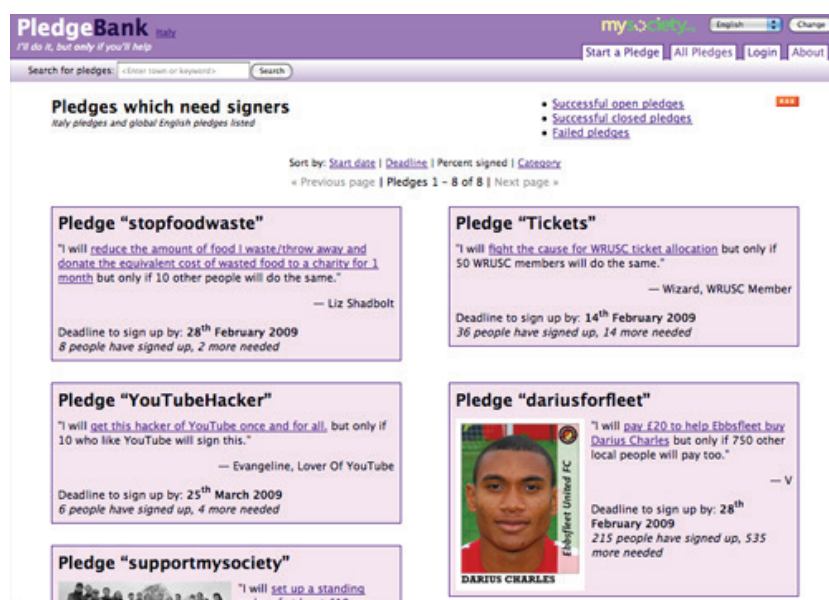 PledgeBank Italy
I'll do it, but only if you'll help
mysociety
English
Change
Start a Pledge
All Pledges
Login
About
Search for pledges:
<Enter town or keyword>
Search
Pledges which need signers
Italy pledges and global English pledges listed
• Successful open pledges
• Successful closed pledges
• Failed pledges
RSS
Sort by: Start date | Deadline | Percent signed | Category
« Previous page | Pledges 1 – 8 of 8 | Next page »
Pledge “stopfoodwaste”
"I will reduce the amount of food I waste/throw away and
donate the equivalent cost of wasted food to a charity for 1
month but only if 10 other people will do the same."
— Liz Shadbolt
Deadline to sign up by: 28th February 2009
8 people have signed up, 2 more needed
Pledge “Tickets”
"I will fight the cause for WRUSC ticket allocation but only if
50 WRUSC members will do the same."
— Wizard, WRUSC Member
Deadline to sign up by: 14th February 2009
36 people have signed up, 14 more needed
Pledge “YouTubeHacker”
"I will get this hacker of YouTube once and for all, but only if
10 who like YouTube will sign this."
— Evangeline, Lover Of YouTube
Deadline to sign up by: 25th March 2009
6 people have signed up, 4 more needed
Pledge “dariusforfleet”
Ebbsfleet United FC
DARIUS CHARLES
"I will pay £20 to help Ebbsfleet buy
Darius Charles but only if 750 other
local people will pay too."
— V
Deadline to sign up by: 28th
February 2009
215 people have signed up, 535
more needed
Pledge “supportmysociety”
"I will set up a standing